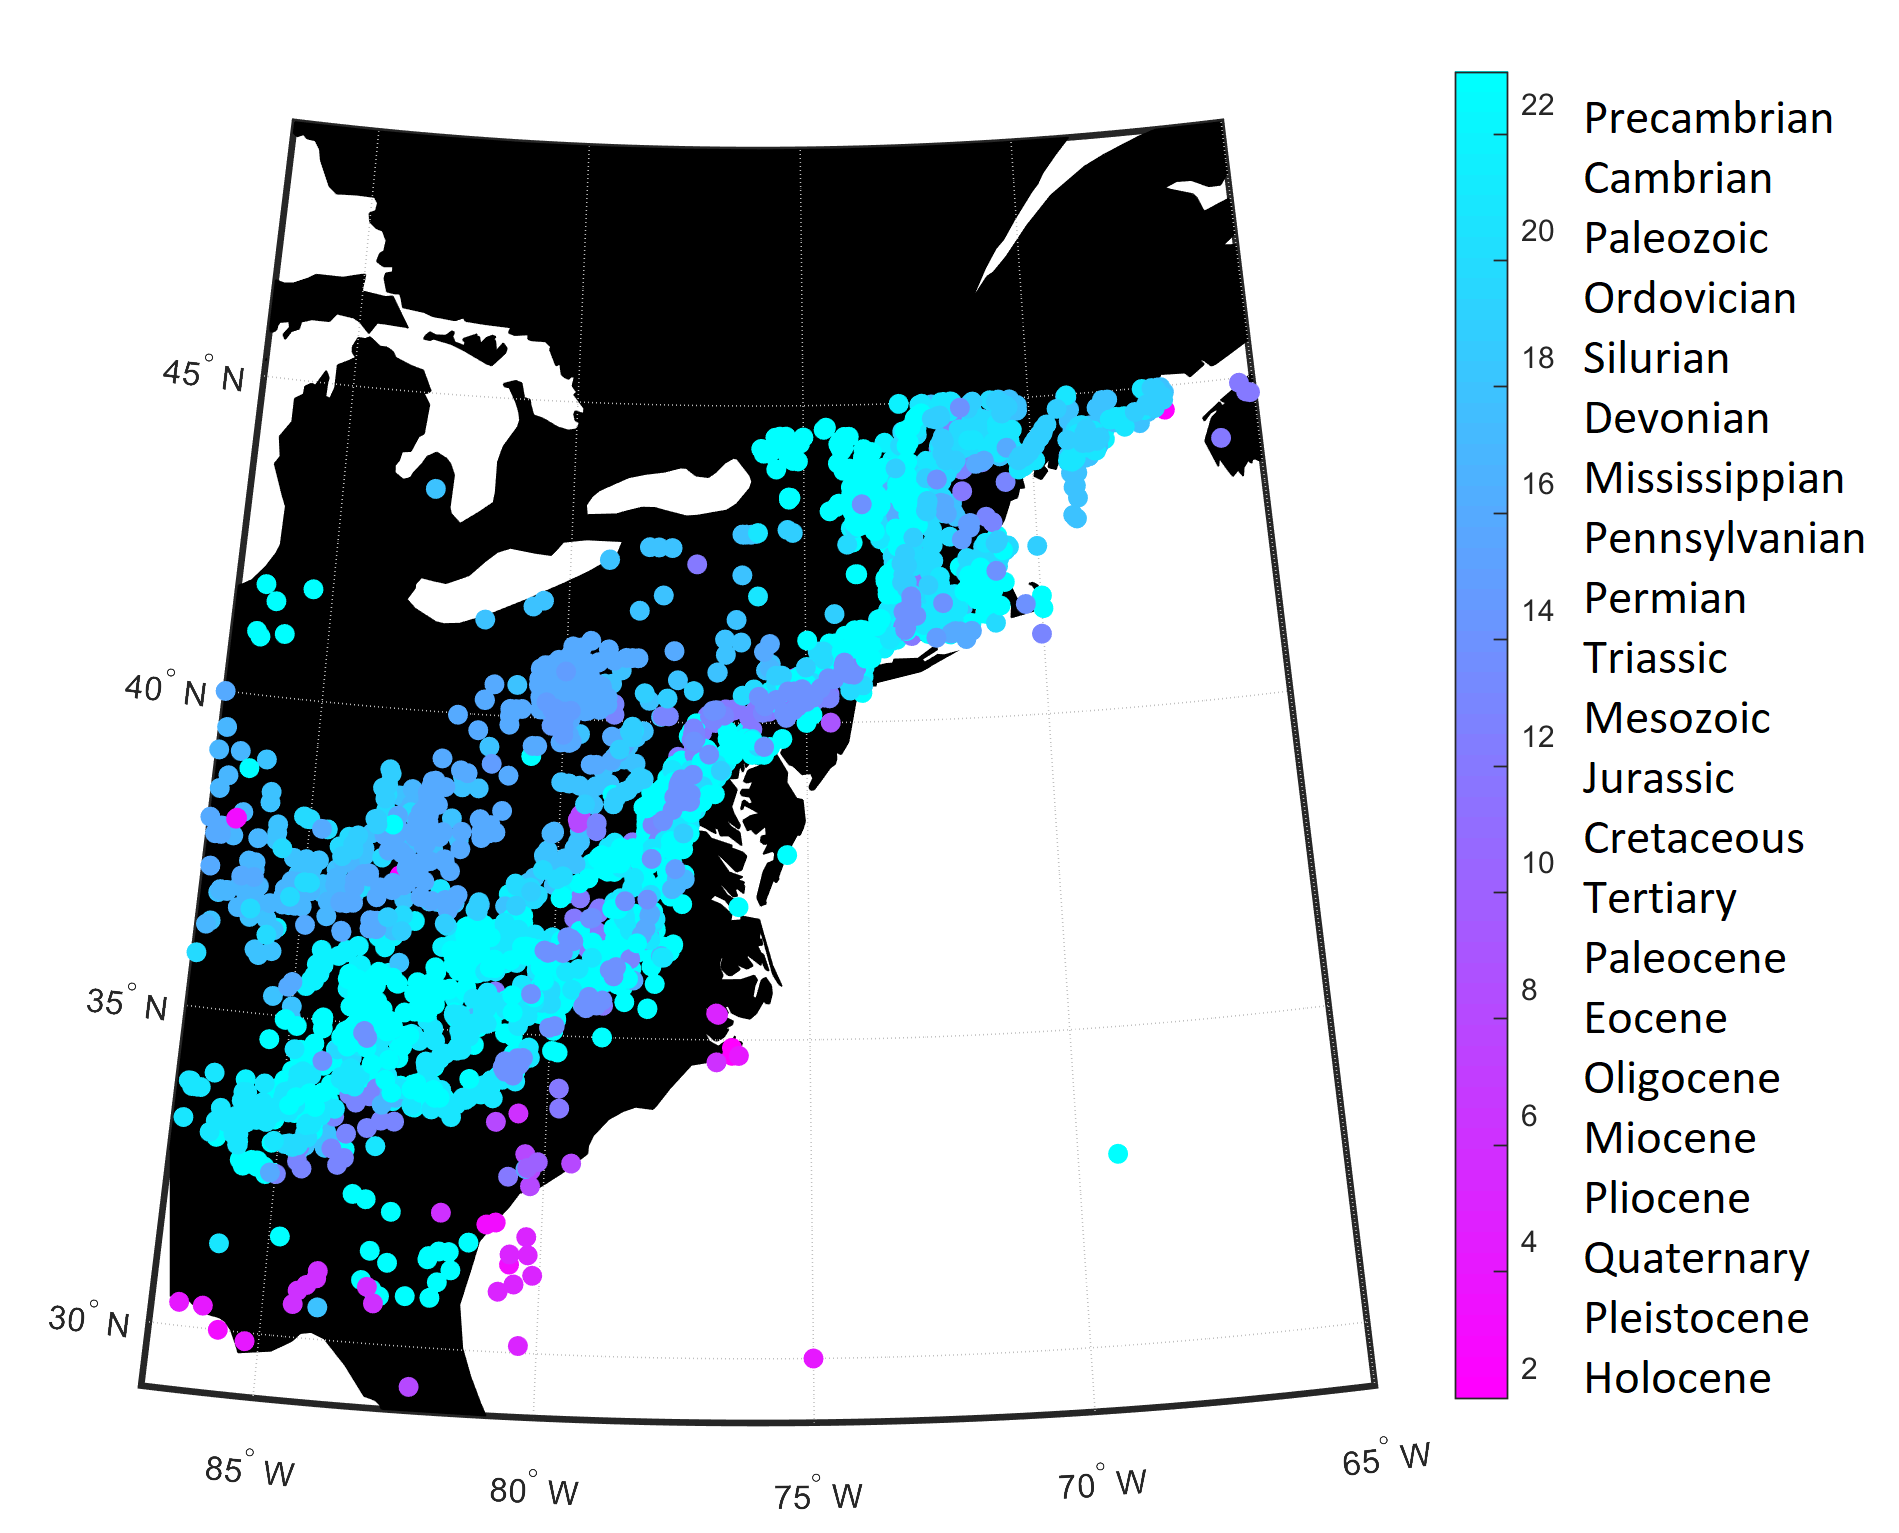 45° N
40° N
35° N
30° N
85° W
80° W
75° W
70° W
65° W
22
20
18
16
14
12
10
8
6
4
2
Precambrian
Cambrian
Paleozoic
Ordovician
Silurian
Devonian
Mississippian
Pennsylvanian
Permian
Triassic
Mesozoic
Jurassic
Cretaceous
Tertiary
Paleocene
Eocene
Oligocene
Miocene
Pliocene
Quaternary
Pleistocene
Holocene